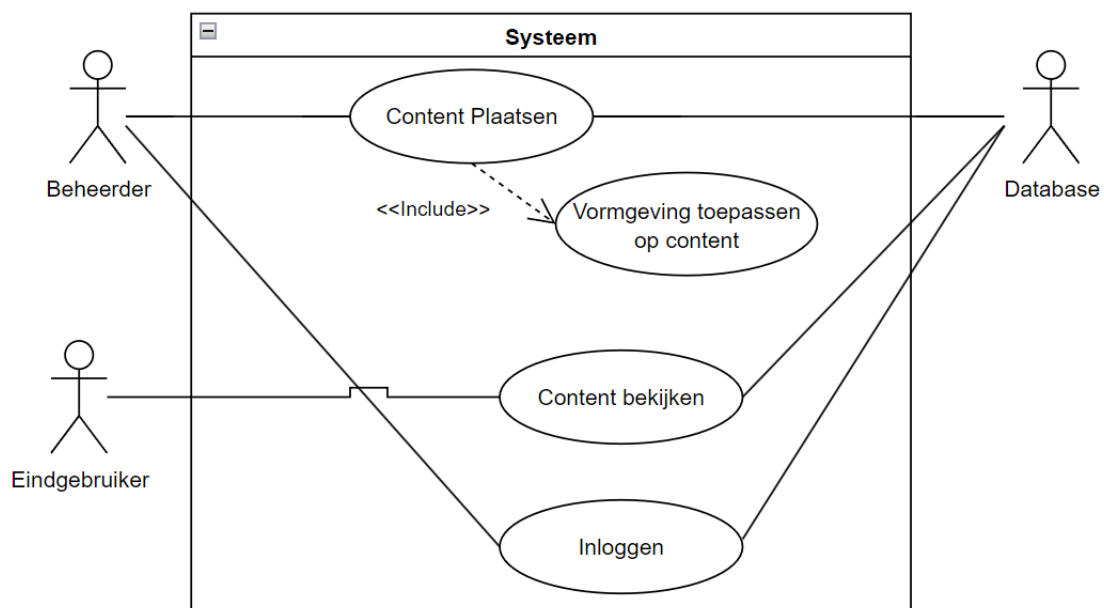 Systeem
Content Plaatsen
Beheerder
Database
<<Include>>
Vormgeving toepassen
op content
Content bekijken
Eindgebruiker
Inloggen